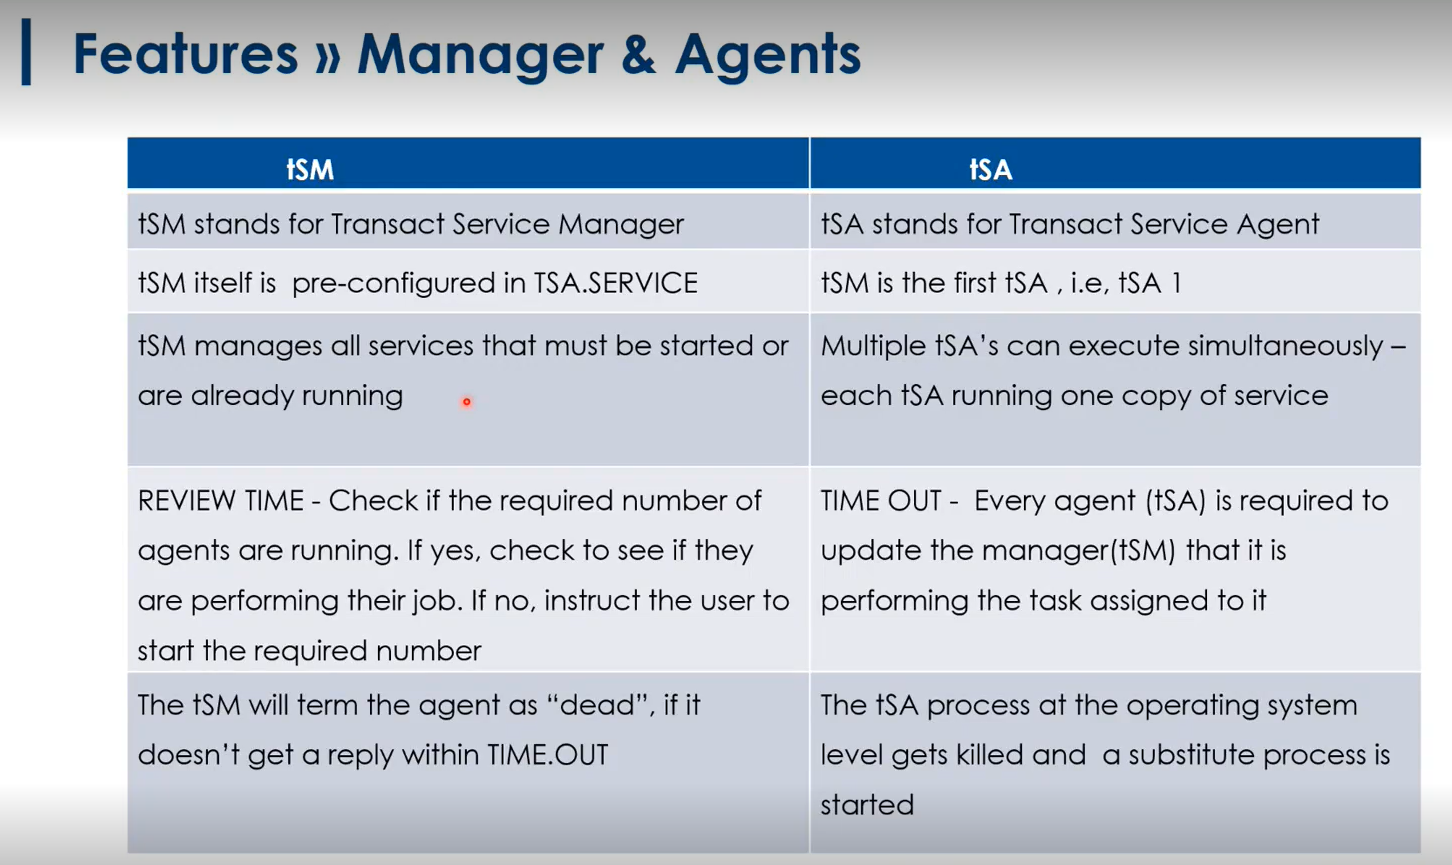 Features » Manager & Agents
tSM
tSA
tSM stands for Transact Service Manager
tSA stands for Transact Service Agent
tSM itself is  pre-configured in TSA.SERVICE
tSM is the first tSA , i.e, tSA 1
tSM manages all services that must be started or
are already running
Multiple tSA’s can execute simultaneously –
each tSA running one copy of service
REVIEW TIME - Check if the required number of
agents are running. If yes, check to see if they
are performing their job. If no, instruct the user to
start the required number
TIME OUT -  Every agent (tSA) is required to
update the manager(tSM) that it is
performing the task assigned to it
The tSM will term the agent as “dead”, if it
doesn’t get a reply within TIME.OUT
The tSA process at the operating system
level gets killed and  a substitute process is
started